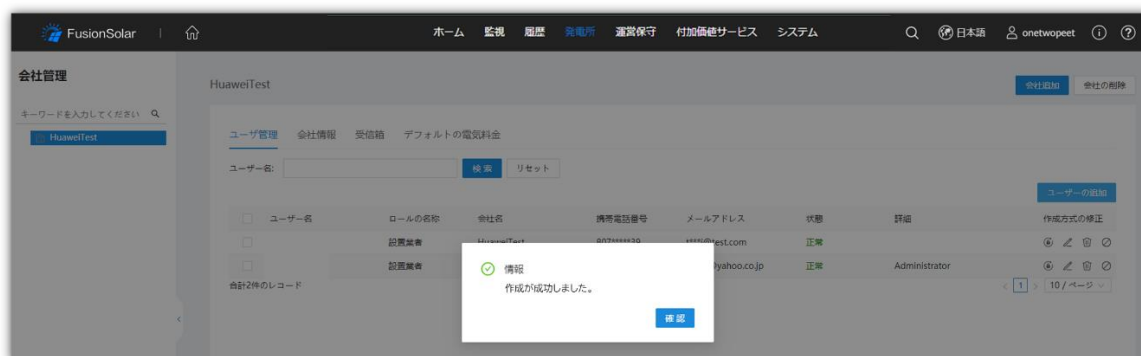 FusionSolar
ホーム 監視 履歴 発電所 運営保守 付加価値サービス システム
日本語 onetwopeet
会社管理
HuaweiTest
会社追加 会社の削除
キーワードを入力してください
HuaweiTest
ユーザ管理 会社情報 受信箱 デフォルトの電気料金
ユーザー名: 検索 リセット
ユーザーの追加
ユーザー名 ロールの名称 会社名 携帯電話番号 メールアドレス 状態 詳細 作成方式の修正
設置業者 HuaweiTest 807*****39 ****i@test.com 正常
設置業者 @yahoo.co.jp 正常 Administrator
合計2件のレコード 1 10 / ページ
情報
作成が成功しました。
確認